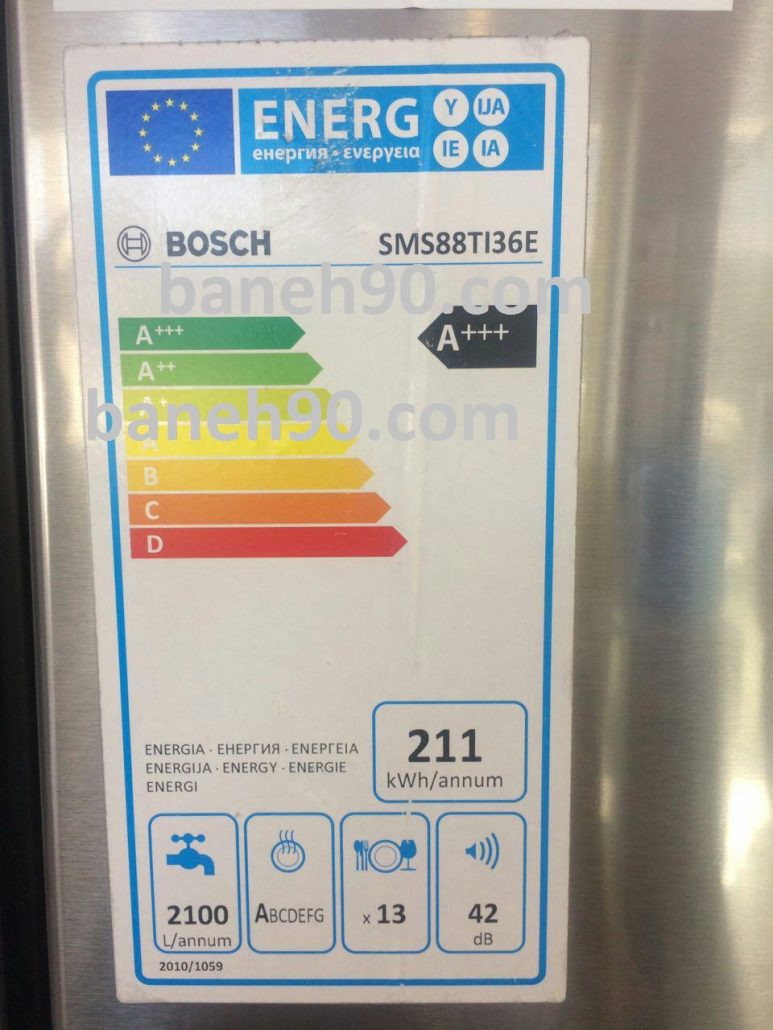 ENERG Y IJA
енергия · ενεργεια IE IA
BOSCH SMS88TI36E
baneh90.com
A+++ A+++
A++
A+
baneh90.com
A
B
C
D
211
kWh/annum
ENERGIA · ЕНЕРГИЯ · ΕΝΕΡΓΕΙΑ
ENERGIJA · ENERGY · ENERGIE
ENERGI
2100 ABCDEFG x 13 42
L/annum dB
2010/1059